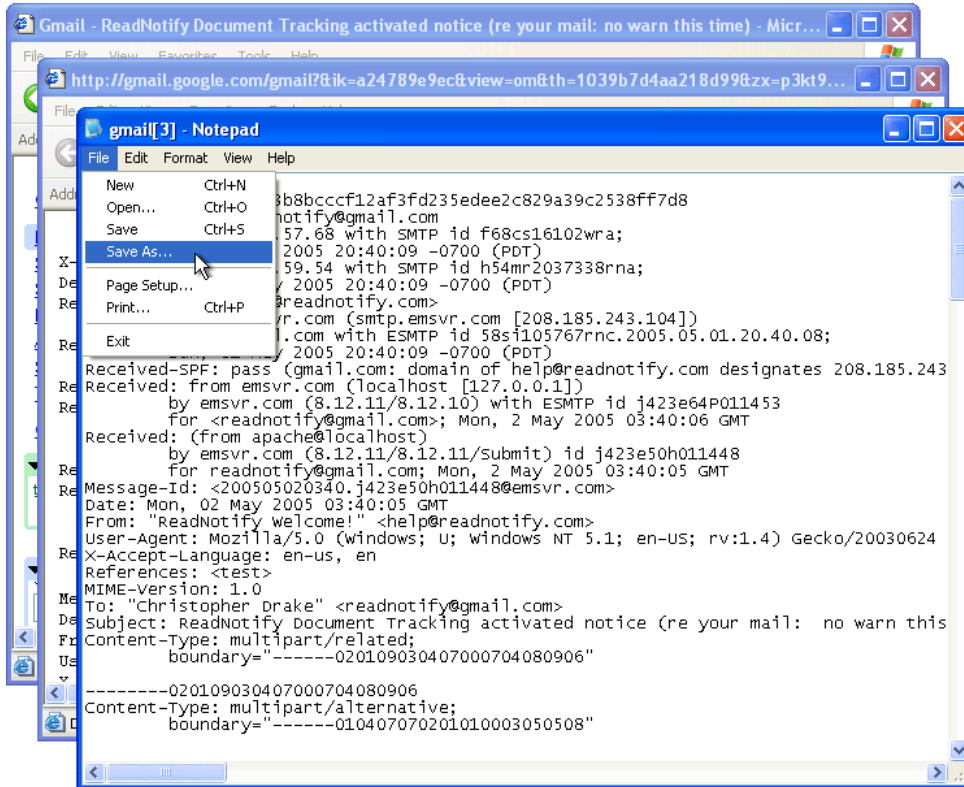 Gmail - ReadNotify Document Tracking activated notice (re your mail: no warn this time) - Micr...
File Edit View Favorites Tools Help
http://gmail.google.com/gmail?&ik=a24789e9ec&view=om&th=1039b7d4aa218d99&zx=p3kt9...
File
gmail[3] - Notepad
File Edit Format View Help
New Ctrl+N
Open... Ctrl+O
Save Ctrl+S
Save As...
Page Setup...
Print... Ctrl+P
Exit
3b8bcccf12af3fd235edee2c829a39c2538ff7d8
notify@gmail.com
.57.68 with SMTP id f68cs16102wra;
2005 20:40:09 -0700 (PDT)
.59.54 with SMTP id h54mr2037338rna;
2005 20:40:09 -0700 (PDT)
@readnotify.com>
vr.com (smtp.emsvr.com [208.185.243.104])
l.com with ESMTP id 58si105767rnc.2005.05.01.20.40.08;
2005 20:40:09 -0700 (PDT)
Received-SPF: pass (gmail.com: domain of help@readnotify.com designates 208.185.243
Received: from emsvr.com (localhost [127.0.0.1])
by emsvr.com (8.12.11/8.12.10) with ESMTP id j423e64P011453
for <readnotify@gmail.com>; Mon, 2 May 2005 03:40:06 GMT
Received: (from apache@localhost)
by emsvr.com (8.12.11/8.12.11/Submit) id j423e50h011448
for readnotify@gmail.com; Mon, 2 May 2005 03:40:05 GMT
Message-Id: <200505020340.j423e50h011448@emsvr.com>
Date: Mon, 02 May 2005 03:40:05 GMT
From: "ReadNotify Welcome!" <help@readnotify.com>
User-Agent: Mozilla/5.0 (Windows; U; Windows NT 5.1; en-US; rv:1.4) Gecko/20030624
X-Accept-Language: en-us, en
References: <test>
MIME-Version: 1.0
To: "Christopher Drake" <readnotify@gmail.com>
Subject: ReadNotify Document Tracking activated notice (re your mail:  no warn this
Content-Type: multipart/related;
boundary="------020109030407000704080906"
--------020109030407000704080906
Content-Type: multipart/alternative;
boundary="------010407070201010003050508"